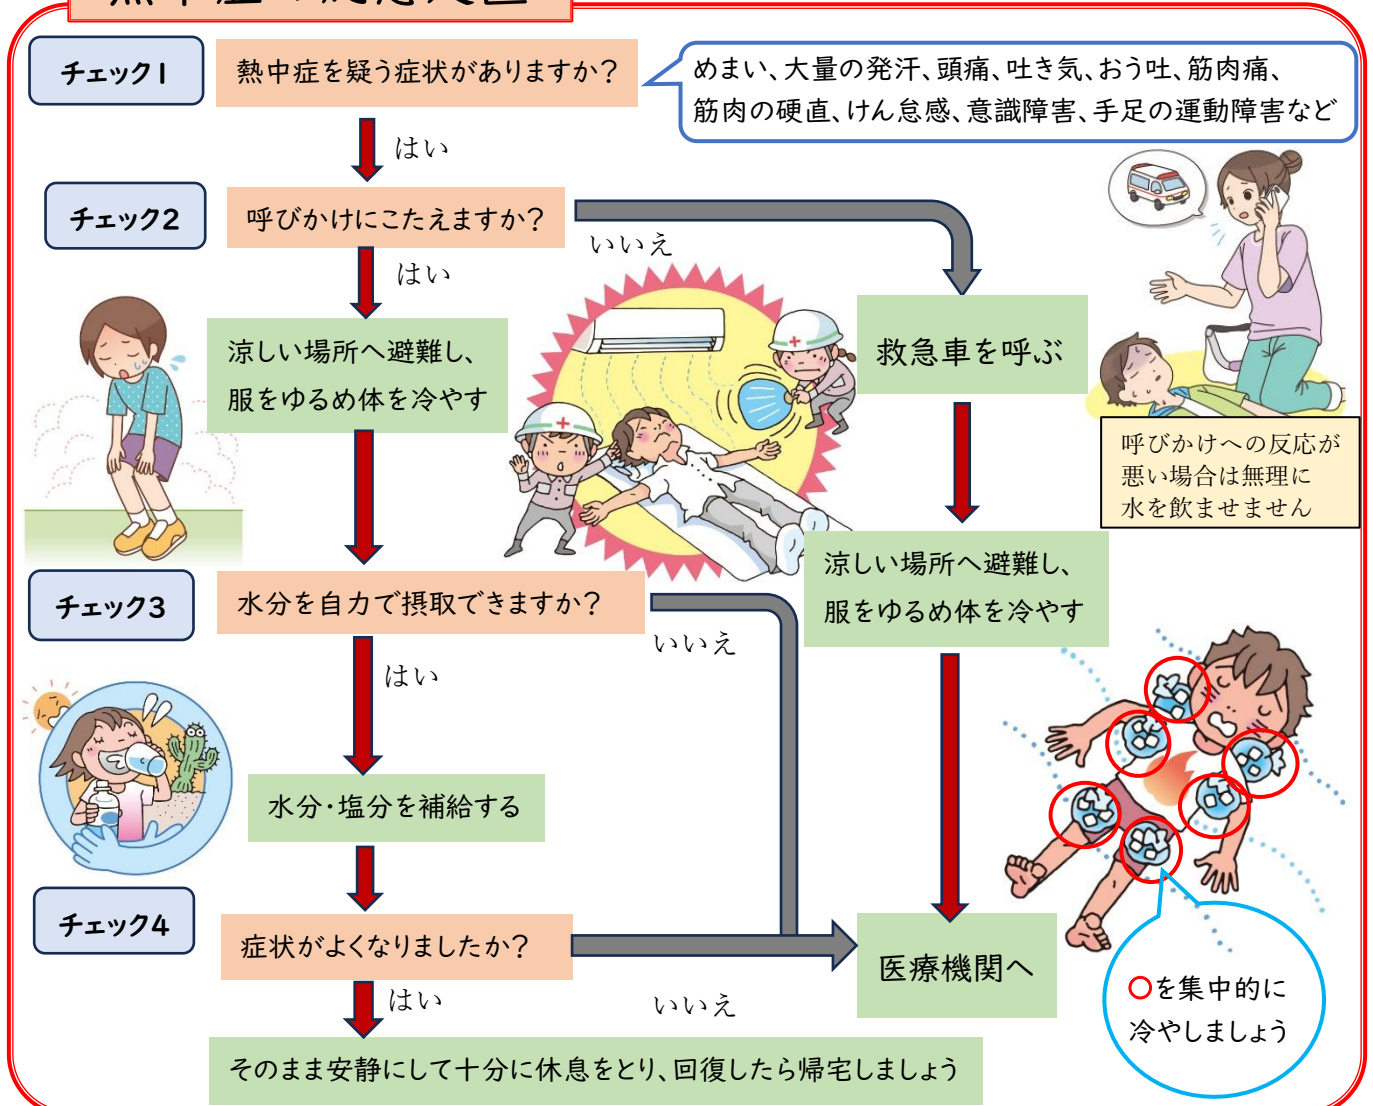 チェック1
熱中症を疑う症状がありますか？
めまい、大量の発汗、頭痛、吐き気、おう吐、筋肉痛、
筋肉の硬直、けん怠感、意識障害、手足の運動障害など
はい
チェック2
呼びかけにこたえますか？
いいえ
はい
涼しい場所へ避難し、
服をゆるめ体を冷やす
救急車を呼ぶ
呼びかけへの反応が
悪い場合は無理に
水を飲ませません
涼しい場所へ避難し、
服をゆるめ体を冷やす
チェック3
水分を自力で摂取できますか？
いいえ
はい
水分・塩分を補給する
チェック4
症状がよくなりましたか？
医療機関へ
はい
いいえ
○を集中的に
冷やしましょう
そのまま安静にして十分に休息をとり、回復したら帰宅しましょう